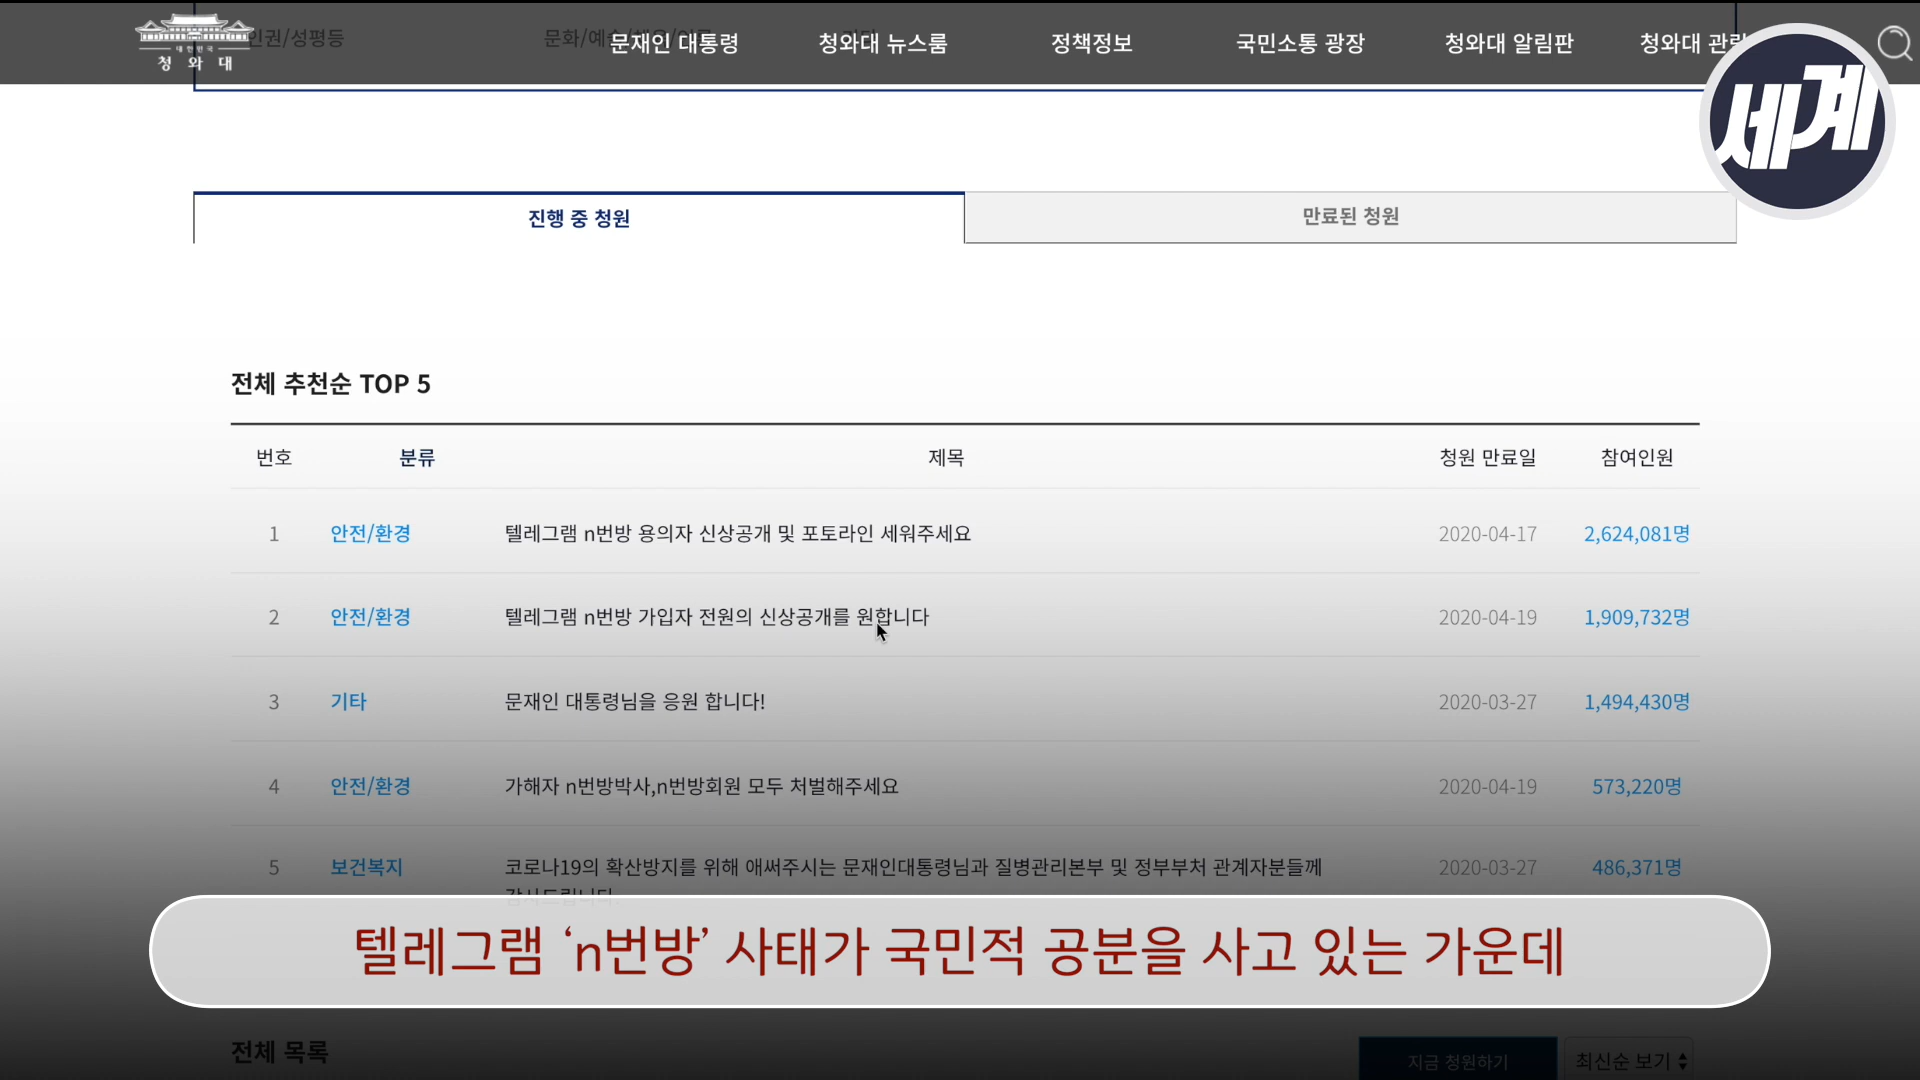 인권/성평등
대한민국
청와대
문재인 대통령
청와대 뉴스룸
정책정보
국민소통 광장
청와대 알림판
청와대
세계
진행 중 청원
만료된 청원
전체 추천순 TOP 5
번호 분류 제목 청원 만료일 참여인원
1 안전/환경 텔레그램 n번방 용의자 신상공개 및 포토라인 세워주세요 2020-04-17 2,624,081명
2 안전/환경 텔레그램 n번방 가입자 전원의 신상공개를 원합니다 2020-04-19 1,909,732명
3 기타 문재인 대통령님을 응원 합니다! 2020-03-27 1,494,430명
4 안전/환경 가해자 n번방박사,n번방회원 모두 처벌해주세요 2020-04-19 573,220명
5 보건복지 코로나19의 확산방지를 위해 애써주시는 문재인대통령님과 질병관리본부 및 정부부처 관계자분들께 2020-03-27 486,371명
텔레그램 ‘n번방’ 사태가 국민적 공분을 사고 있는 가운데
전체 목록
지금 청원하기
최신순 보기